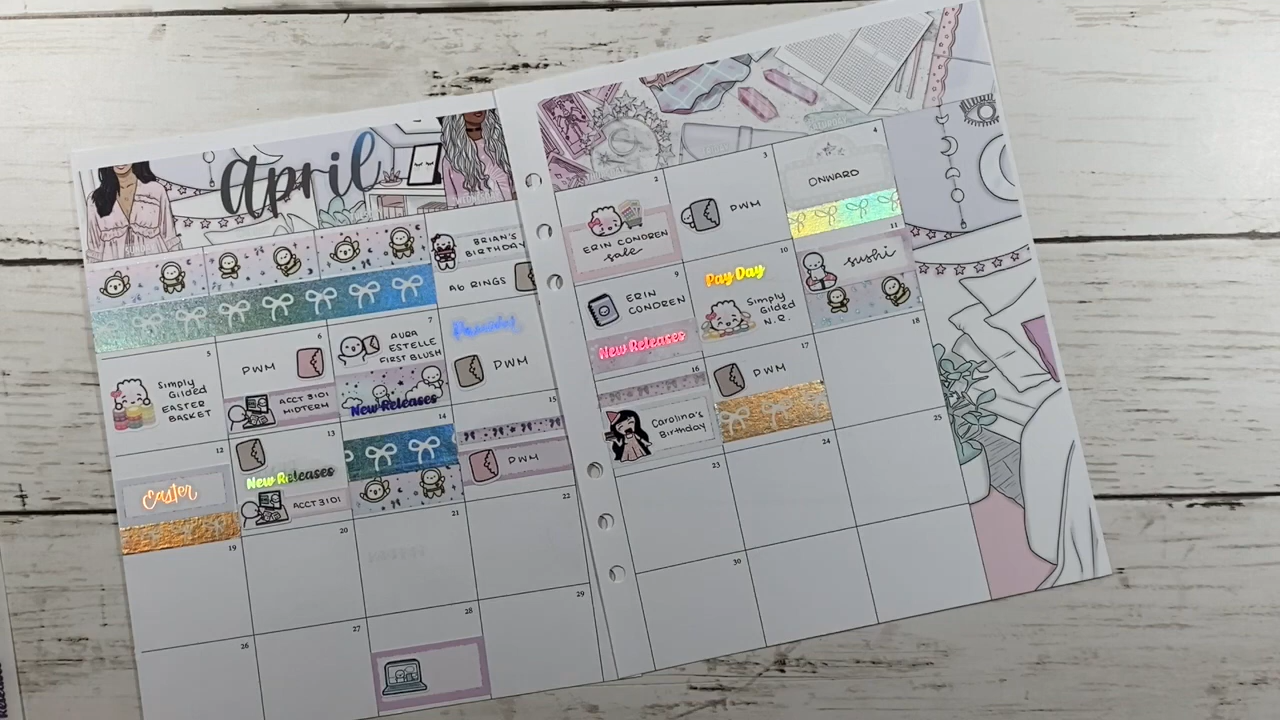 april
BRIAN'S
BIRTHDAY
A6 RINGS
2
ERIN CONDREN
sale
3
PWM
4
ONWARD
5
Simply
Gilded
EASTER
BASKET
6
PWM
ACCT 3101
MIDTERM
7
AURA
ESTELLE
FIRST BLUSH
New Releases
PWM
9
ERIN
CONDREN
New Releases
10
Pay Day
Simply
Gilded
N.R.
11
sushi
12
Easter
13
New Releases
ACCT 3101
14
15
PWM
16
Carolina's
Birthday
17
PWM
18
19
20
21
22
23
24
25
26
27
28
29
30